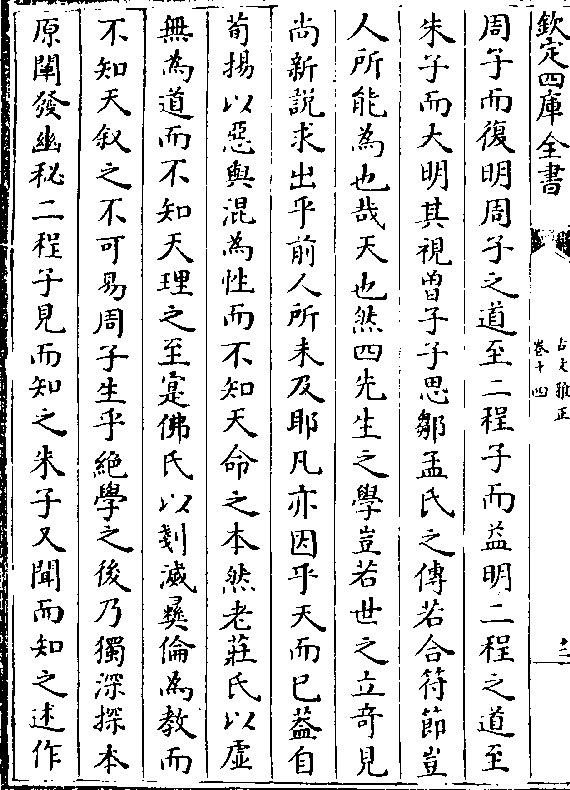 欽定四庫全書
古文雅正
卷十四
周子而復明周子之道至二程子而益明二程之道至
朱子而大明其視曾子子思鄒孟氏之傳若合符節豈
人所能為也哉天也然四先生之學豈若世之立奇見
尚新説求出乎前人所未及耶凡亦因乎天而已蓋自
荀揚以惡與混為性而不知天命之本然老莊氏以虛
無為道而不知天理之至寔佛氏以剗滅彛倫為教而
不知天叙之不可易周子生乎絶學之後乃獨深探本
原闡發幽秘二程子見而知之朱子又聞而知之述作